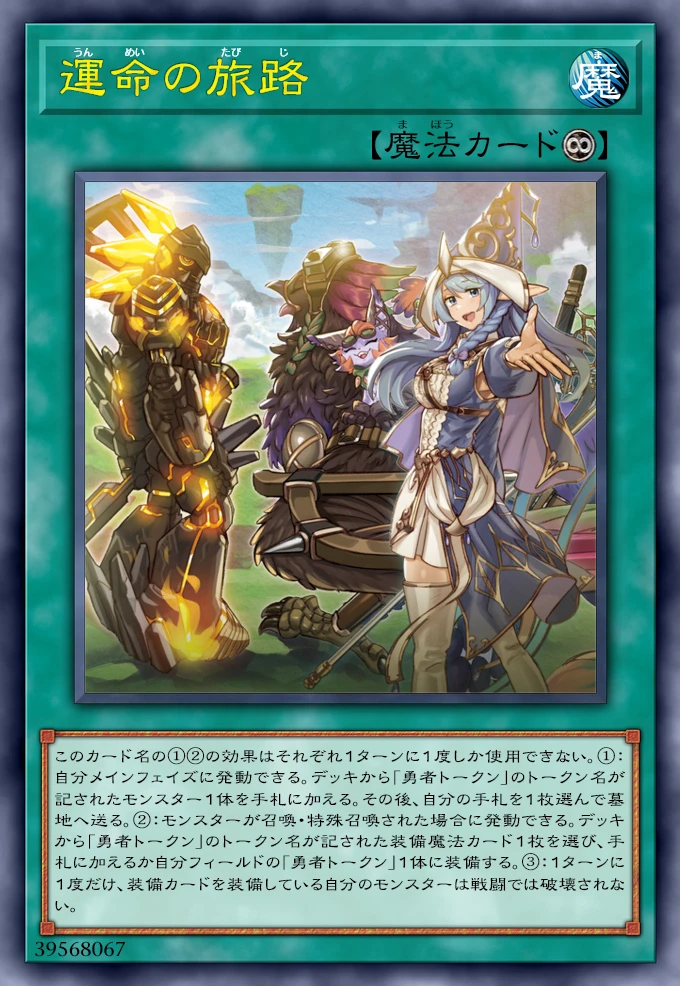 運命の旅路
うんめいのたびじ
魔
【魔法カード∞】
このカード名の①②の効果はそれぞれ1ターンに1度しか使用できない。①:
自分メインフェイズに発動できる。デッキから「勇者トークン」のトークン名が
記されたモンスター1体を手札に加える。その後、自分の手札を1枚選んで墓
地へ送る。②:モンスターが召喚・特殊召喚された場合に発動できる。デッキ
から「勇者トークン」のトークン名が記された装備魔法カード1枚を選び、手
札に加えるか自分フィールドの「勇者トークン」1体に装備する。③:1ターンに
1度だけ、装備カードを装備している自分のモンスターは戦闘では破壊されな
い。
39568067